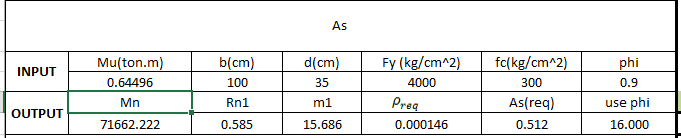 As
INPUT Mu(ton.m) b(cm) d(cm) Fy (kg/cm^2) fc(kg/cm^2) phi
0.64496 100 35 4000 300 0.9
OUTPUT Mn Rn1 m1 ρreq As(req) use phi
71662.222 0.585 15.686 0.000146 0.512 16.000